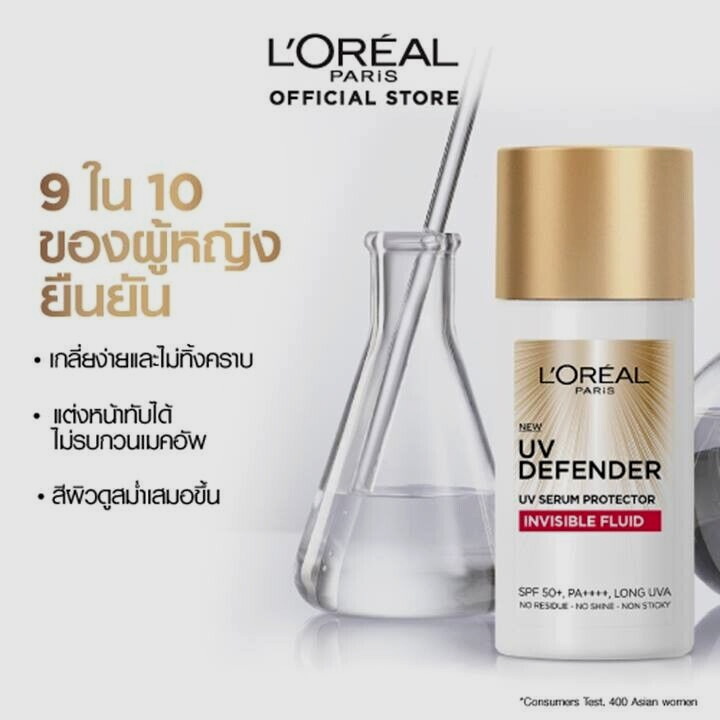 L'ORÉAL
PARiS
OFFICIAL STORE
9 ใน 10
ของผู้หญิง
ยืนยัน
• เกลี่ยง่ายและไม่ทิ้งคราบ
• แต่งหน้าทับได้
ไม่รบกวนเมคอัพ
• สีผิวดูสม่ำเสมอขึ้น
L'ORÉAL
PARiS
NEW
UV
DEFENDER
UV SERUM PROTECTOR
INVISIBLE FLUID
SPF 50+, PA++++, LONG UVA
NO RESIDUE - NO SHINE - NON STICKY
*Consumers Test, 400 Asian women